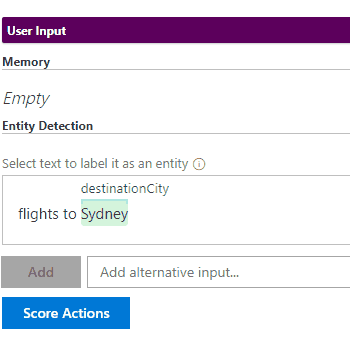 User Input
Memory
Empty
Entity Detection
Select text to label it as an entity
destinationCity
flights to Sydney
Add
Add alternative input...
Score Actions